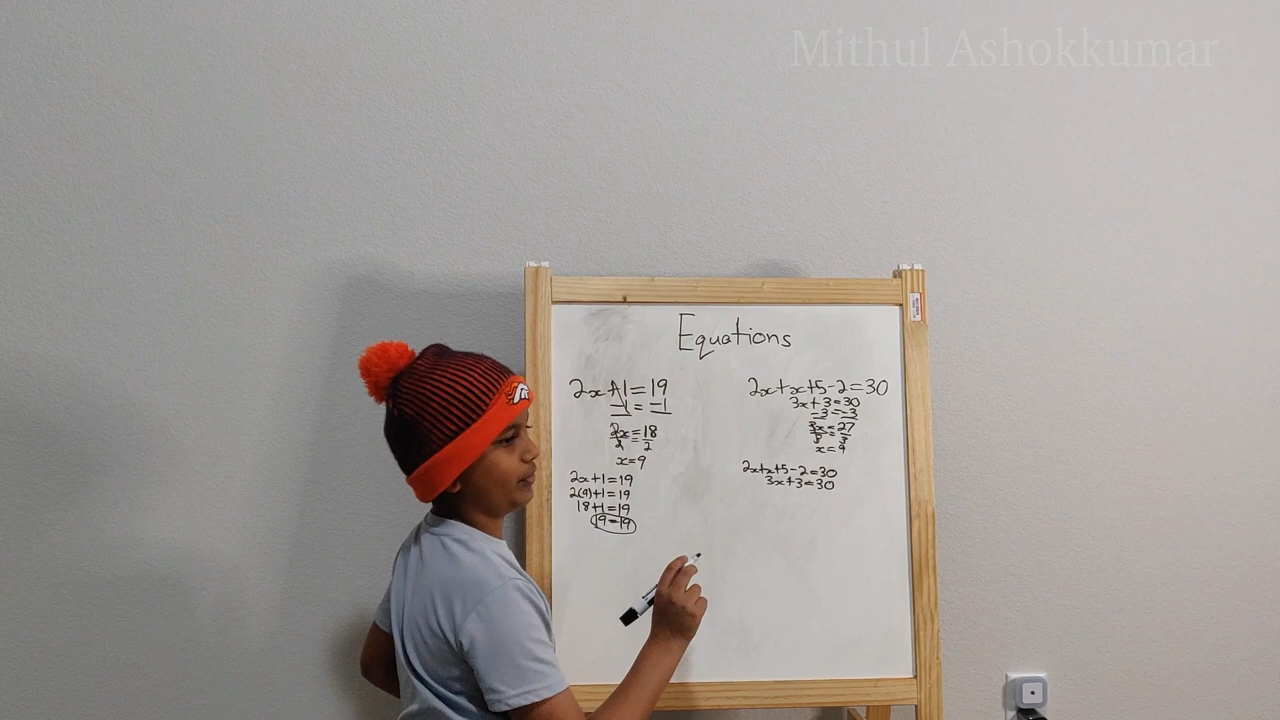 Mithul Ashokkumar
Equations
2x+1=19
-1=-1
2x=18
2=2
x=9
2x+1=19
2(9)+1=19
18+1=19
19=19
2x+x+5-2=30
3x+3=30
-3=-3
3x=27
3=3
x=9
2x+x+5-2=30
3x+3=30